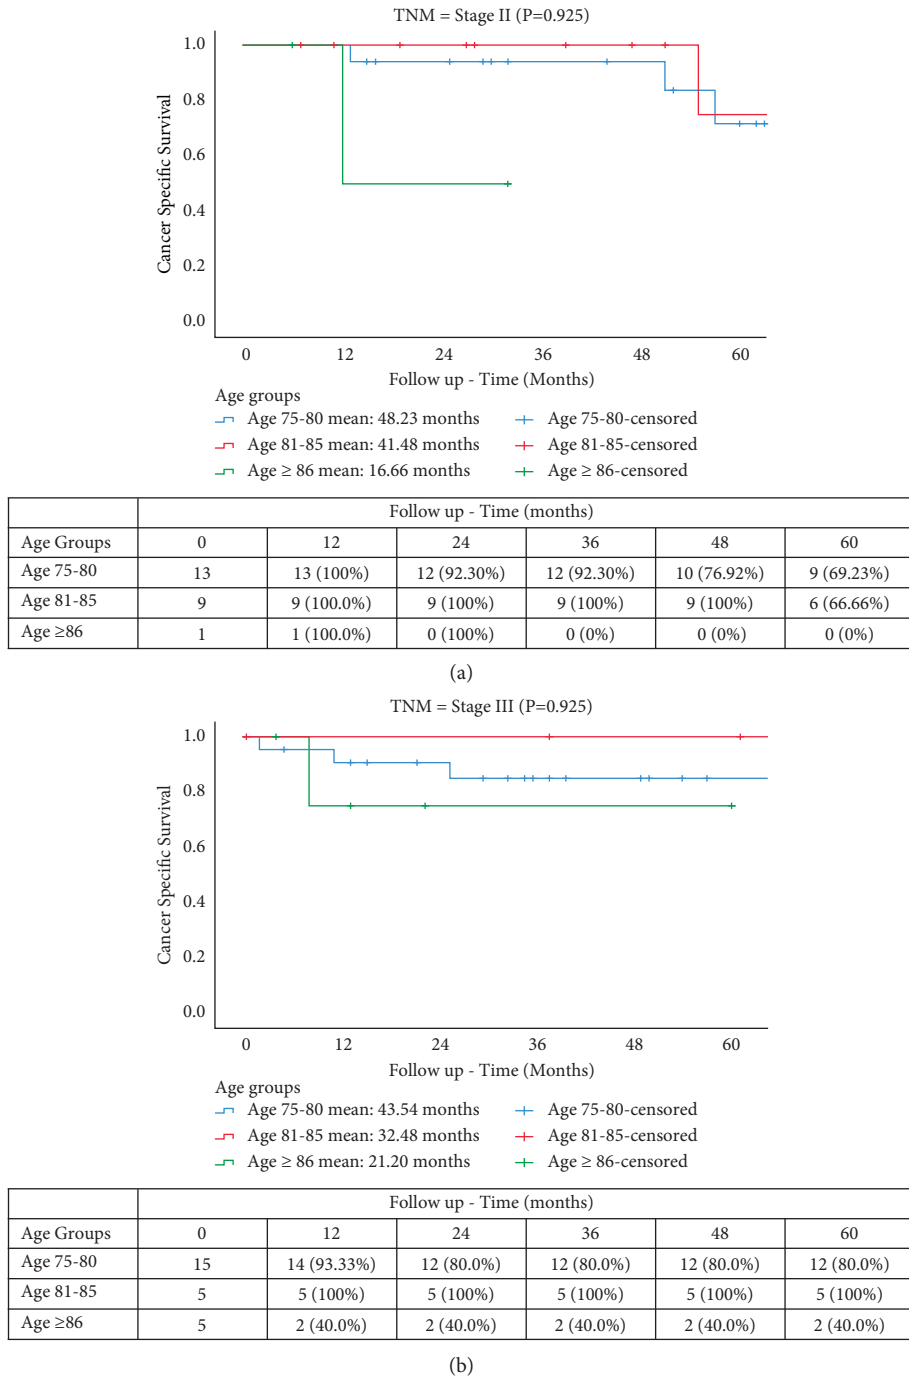 TNM = Stage II (P=0.925)
Cancer Specific Survival
1.0
0.8
0.6
0.4
0.2
0.0
0 12 24 36 48 60
Follow up - Time (Months)
Age groups
Age 75-80 mean: 48.23 months Age 75-80-censored
Age 81-85 mean: 41.48 months Age 81-85-censored
Age ≥ 86 mean: 16.66 months Age ≥ 86-censored
Follow up - Time (months)
Age Groups 0 12 24 36 48 60
Age 75-80 13 13 (100%) 12 (92.30%) 12 (92.30%) 10 (76.92%) 9 (69.23%)
Age 81-85 9 9 (100.0%) 9 (100%) 9 (100%) 9 (100%) 6 (66.66%)
Age ≥86 1 1 (100.0%) 0 (100%) 0 (0%) 0 (0%) 0 (0%)
(a)
TNM = Stage III (P=0.925)
Cancer Specific Survival
1.0
0.8
0.6
0.4
0.2
0.0
0 12 24 36 48 60
Follow up - Time (Months)
Age groups
Age 75-80 mean: 43.54 months Age 75-80-censored
Age 81-85 mean: 32.48 months Age 81-85-censored
Age ≥ 86 mean: 21.20 months Age ≥ 86-censored
Follow up - Time (months)
Age Groups 0 12 24 36 48 60
Age 75-80 15 14 (93.33%) 12 (80.0%) 12 (80.0%) 12 (80.0%) 12 (80.0%)
Age 81-85 5 5 (100%) 5 (100%) 5 (100%) 5 (100%) 5 (100%)
Age ≥86 5 2 (40.0%) 2 (40.0%) 2 (40.0%) 2 (40.0%) 2 (40.0%)
(b)